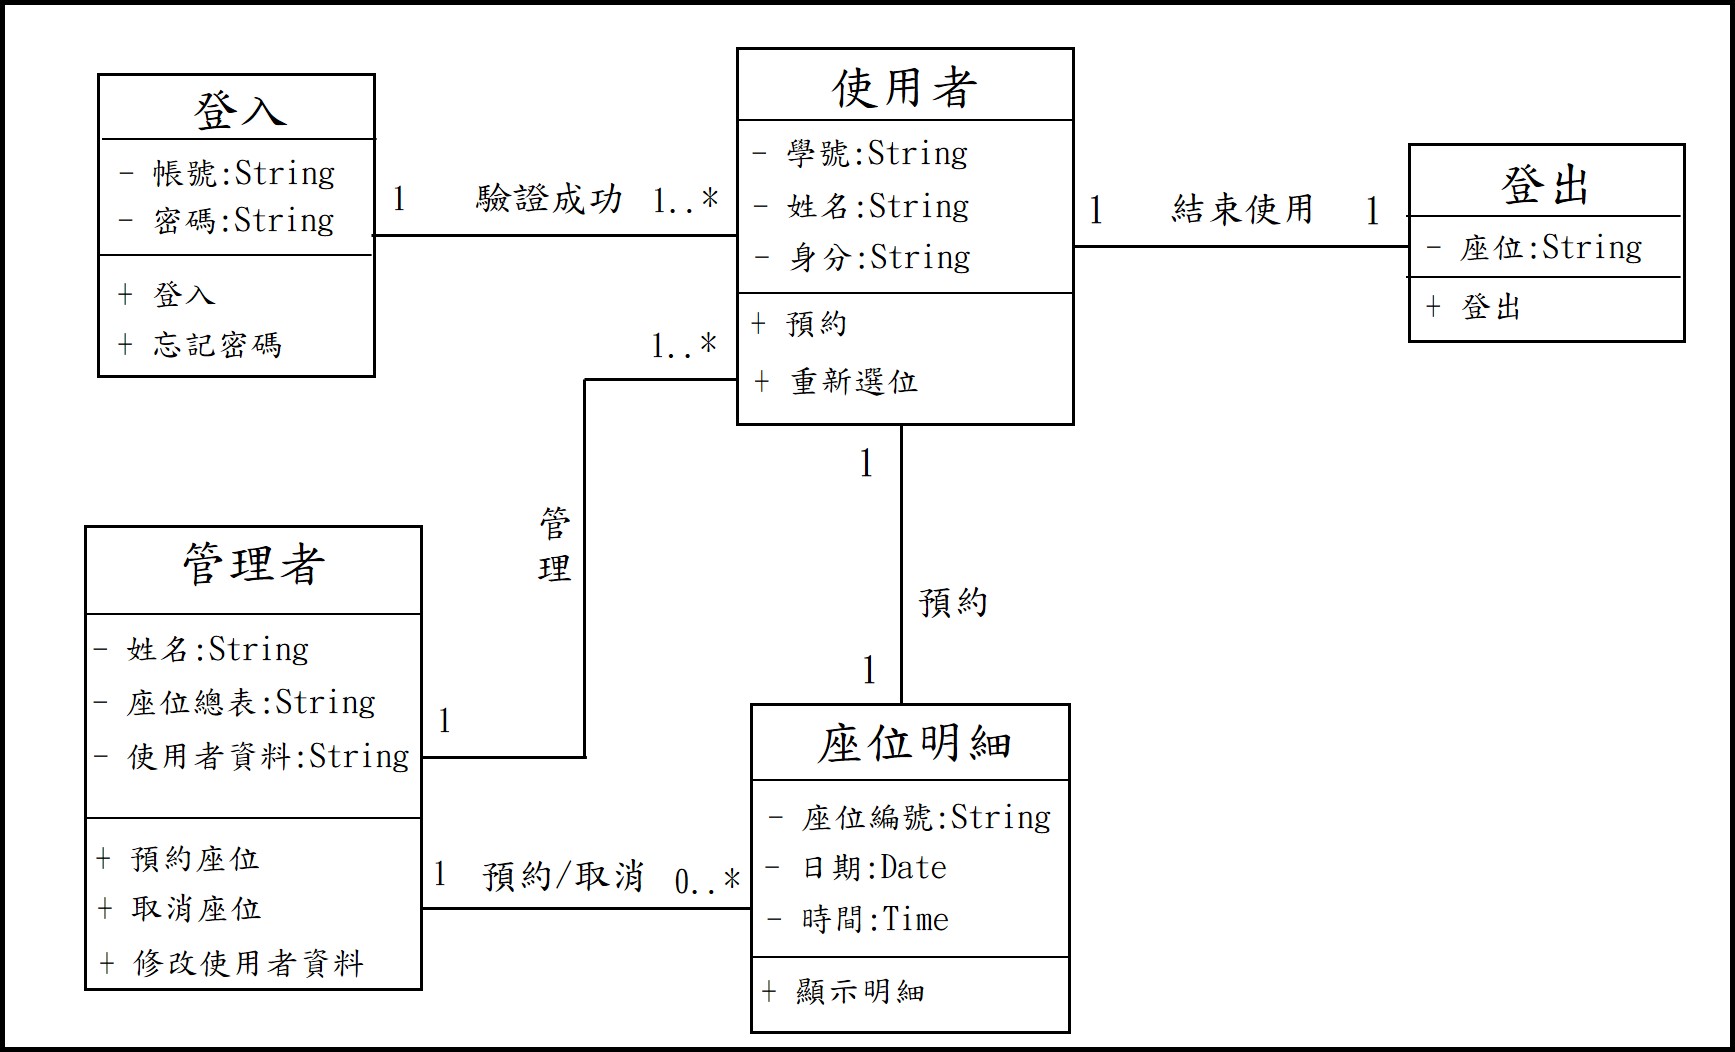 登入
- 帳號:String
- 密碼:String
+ 登入
+ 忘記密碼
1 驗證成功 1..*
使用者
- 學號:String
- 姓名:String
- 身分:String
+ 預約
+ 重新選位
1 結束使用 1
登出
- 座位:String
+ 登出
1..*
管
理
1
1
預約
1
管理者
- 姓名:String
- 座位總表:String
- 使用者資料:String
+ 預約座位
+ 取消座位
+ 修改使用者資料
1 預約/取消 0..*
座位明細
- 座位編號:String
- 日期:Date
- 時間:Time
+ 顯示明細